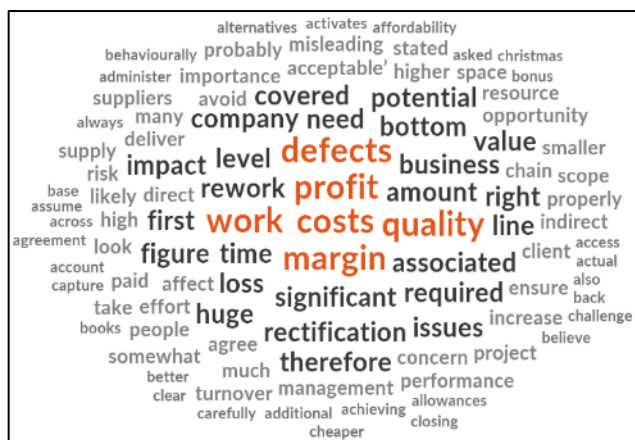 alternatives activates affordability
behaviourally probably misleading stated asked christmas
administer importance acceptable’ higher space bonus
suppliers avoid covered potential resource
always many company need bottom opportunity
supply deliver defects value smaller
risk impact level business chain scope
base likely direct rework profit amount right properly
assume
across high first work costs quality line indirect
agreement look figure time margin associated client access
account actual
capture paid affect loss significant required ensure also
back
take effort huge increase challenge
books people rectification issues believe
somewhat agree therefore concern project
better much
clear turnover management performance
carefully additional achieving allowances
cheaper closing